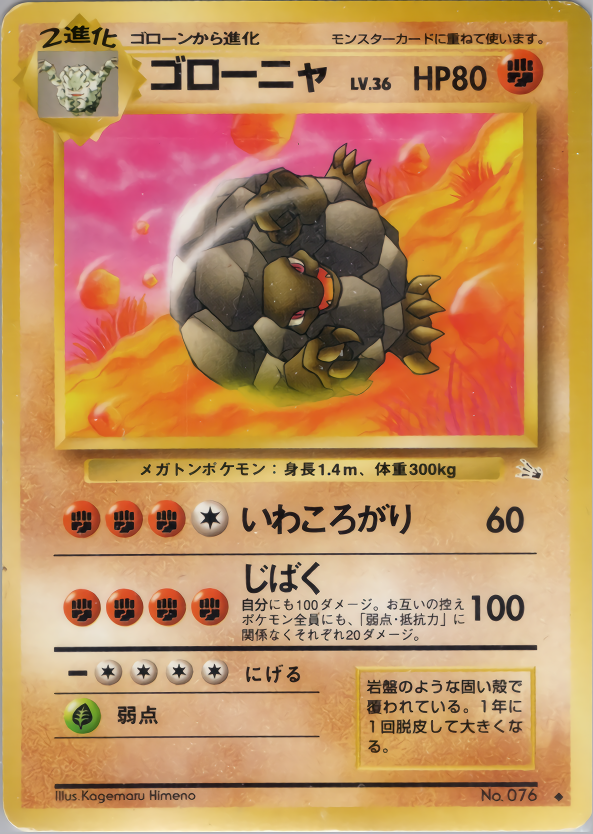 2進化 ゴローンから進化 モンスターカードに重ねて使います。
ゴローニャ LV.36 HP80
メガトンポケモン：身長1.4m、体重300kg
いわころがり 60
じばく
自分にも100ダメージ。お互いの控え
ポケモン全員にも、「弱点・抵抗力」に
関係なくそれぞれ20ダメージ。
100
にげる
弱点
岩盤のような固い殻で
覆われている。1年に
1回脱皮して大きくな
る。
Illus.Kagemaru Himeno No.076